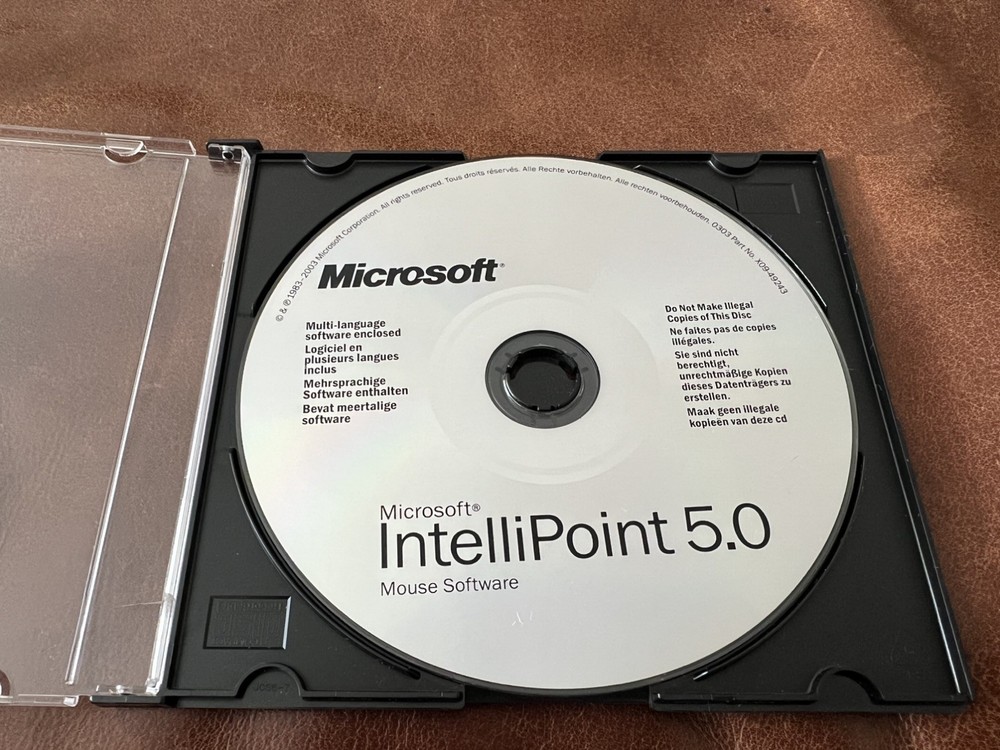 © & ℗ 1983-2003 Microsoft Corporation. All rights reserved. Tous droits réservés. Alle Rechte vorbehalten. Alle rechten voorbehouden. 0303 Part No. X09-49243
Microsoft®
Multi-language
software enclosed
Logiciel en
plusieurs langues
inclus
Mehrsprachige
Software enthalten
Bevat meertalige
software
Do Not Make Illegal
Copies of This Disc
Ne faites pas de copies
illégales.
Sie sind nicht
berechtigt,
unrechtmäßige Kopien
dieses Datenträgers zu
erstellen.
Maak geen illegale
kopieën van deze cd
Microsoft®
IntelliPoint 5.0
Mouse Software